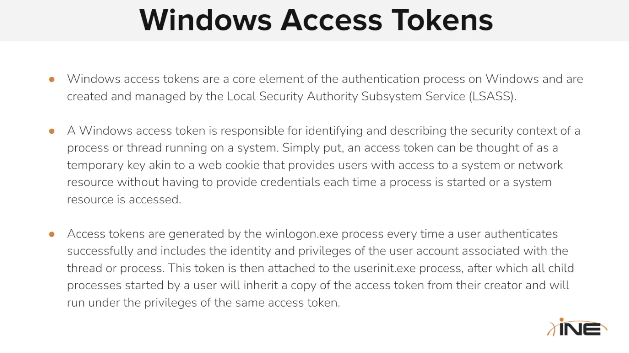 Windows Access Tokens
● Windows access tokens are a core element of the authentication process on Windows and are
created and managed by the Local Security Authority Subsystem Service (LSASS).
● A Windows access token is responsible for identifying and describing the security context of a
process or thread running on a system. Simply put, an access token can be thought of as a
temporary key akin to a web cookie that provides users with access to a system or network
resource without having to provide credentials each time a process is started or a system
resource is accessed.
● Access tokens are generated by the winlogon.exe process every time a user authenticates
successfully and includes the identity and privileges of the user account associated with the
thread or process. This token is then attached to the userinit.exe process, after which all child
processes started by a user will inherit a copy of the access token from their creator and will
run under the privileges of the same access token.
iNE